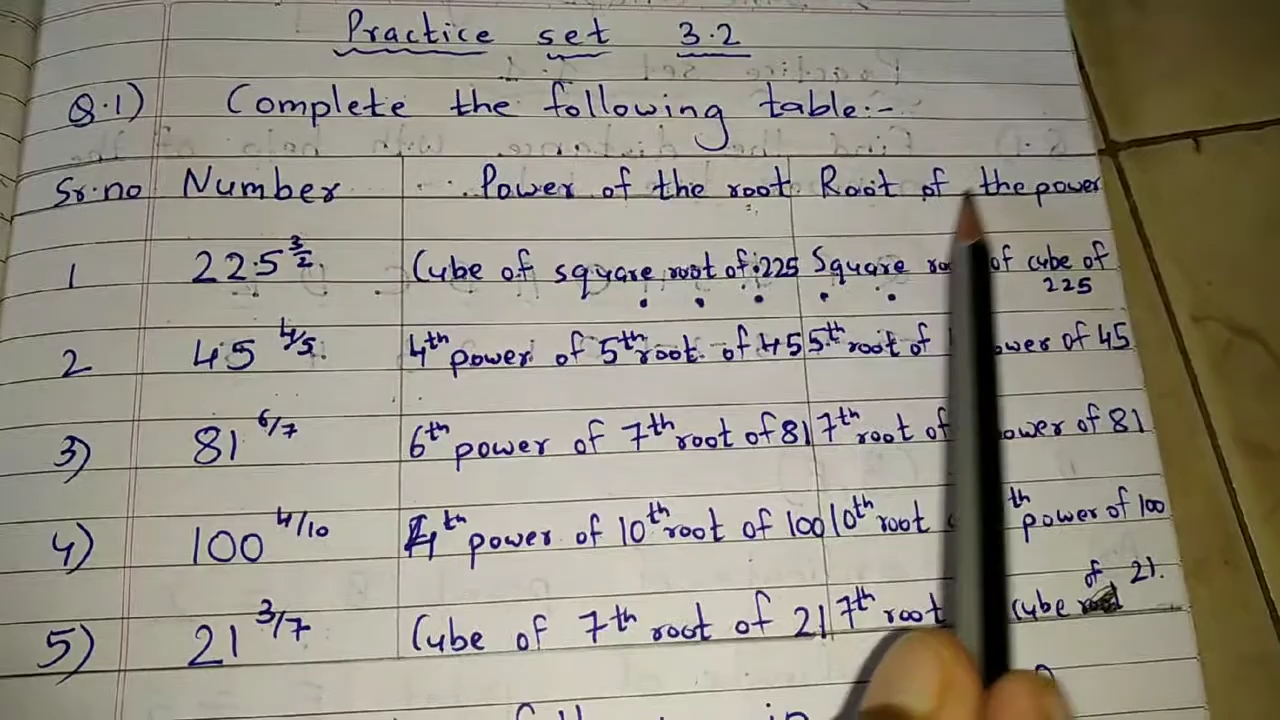 Practice set 3.2
Q.1) Complete the following table:-
Sr.no Number Power of the root Root of the power
1 225 3/2 Cube of square root of 225 Square of cube of 225
2 45 4/5 4th power of 5th root of 45 5th root of of 45
3) 81 6/7 6th power of 7th root of 81 7th root of of 81
4) 100 4/10 4th power of 10th root of 100 10th root th power of 100
5) 21 3/7 Cube of 7th root of 21 7th root cube of 21.